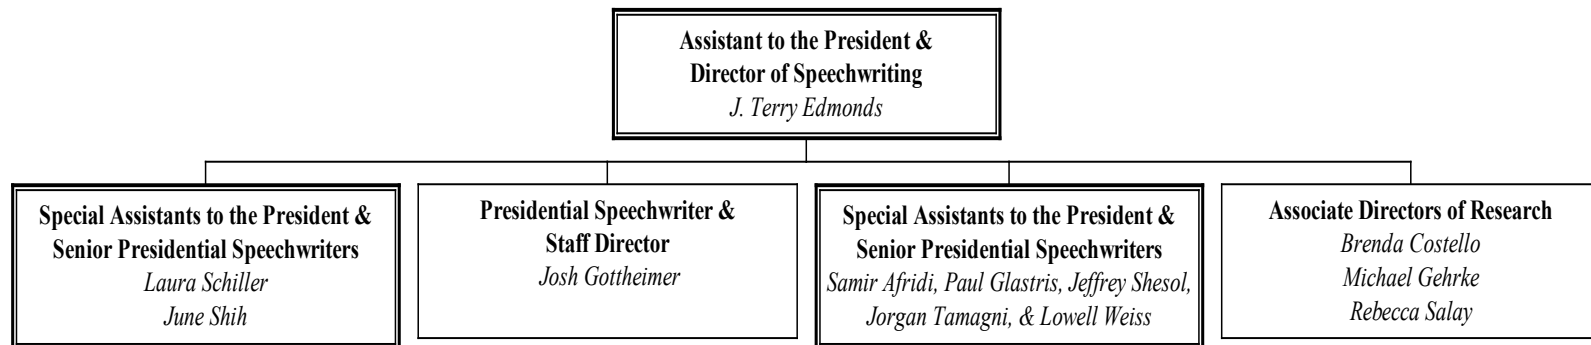 Assistant to the President &
Director of Speechwriting
J. Terry Edmonds
Special Assistants to the President &
Senior Presidential Speechwriters
Laura Schiller
June Shih
Presidential Speechwriter &
Staff Director
Josh Gottheimer
Special Assistants to the President &
Senior Presidential Speechwriters
Samir Afridi, Paul Glastris, Jeffrey Shesol,
Jorgan Tamagni, & Lowell Weiss
Associate Directors of Research
Brenda Costello
Michael Gehrke
Rebecca Salay